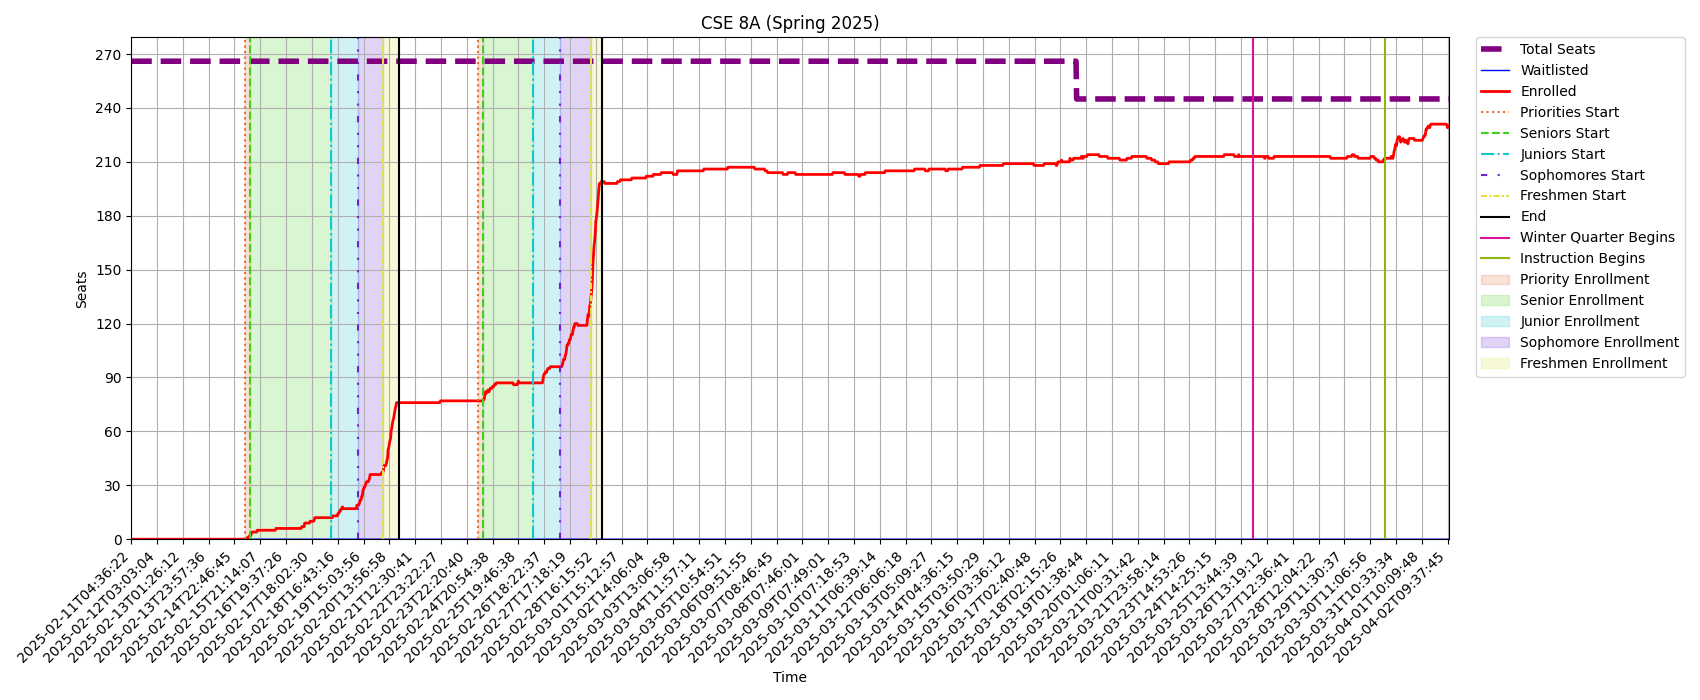 CSE 8A (Spring 2025)
Seats
270
240
210
180
150
120
90
60
30
0
2025-02-11T04:36:22
2025-02-12T03:03:04
2025-02-13T01:26:12
2025-02-13T23:57:36
2025-02-14T22:46:45
2025-02-15T21:14:07
2025-02-16T19:37:26
2025-02-17T18:02:30
2025-02-18T16:43:16
2025-02-19T15:03:56
2025-02-20T13:56:58
2025-02-21T12:30:41
2025-02-22T23:22:27
2025-02-23T22:20:40
2025-02-24T20:54:38
2025-02-25T19:46:38
2025-02-26T18:22:37
2025-02-27T17:18:19
2025-02-28T16:15:52
2025-03-01T15:12:57
2025-03-02T14:06:04
2025-03-03T13:06:58
2025-03-04T11:57:11
2025-03-05T10:54:51
2025-03-06T09:51:55
2025-03-07T08:46:45
2025-03-08T07:46:01
2025-03-09T07:49:01
2025-03-10T07:18:53
2025-03-11T06:39:14
2025-03-12T06:06:18
2025-03-13T05:09:27
2025-03-14T04:36:15
2025-03-15T03:50:29
2025-03-16T03:36:12
2025-03-17T02:40:48
2025-03-18T02:15:26
2025-03-19T01:38:44
2025-03-20T01:06:11
2025-03-21T00:31:42
2025-03-21T23:58:14
2025-03-23T14:53:26
2025-03-24T14:25:15
2025-03-25T13:44:39
2025-03-26T13:19:12
2025-03-27T12:36:41
2025-03-28T12:04:22
2025-03-29T11:30:37
2025-03-30T11:06:56
2025-03-31T10:33:34
2025-04-01T10:09:48
2025-04-02T09:37:45
Time
Total Seats
Waitlisted
Enrolled
Priorities Start
Seniors Start
Juniors Start
Sophomores Start
Freshmen Start
End
Winter Quarter Begins
Instruction Begins
Priority Enrollment
Senior Enrollment
Junior Enrollment
Sophomore Enrollment
Freshmen Enrollment